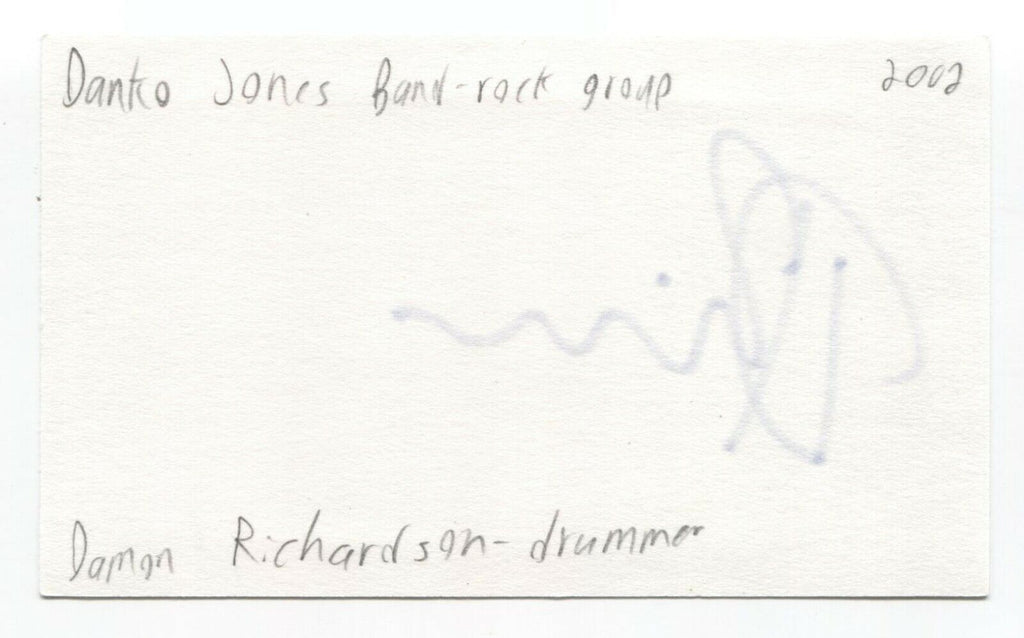 Danko Jones Band-rock group 2002
Damon Richardson-drummer